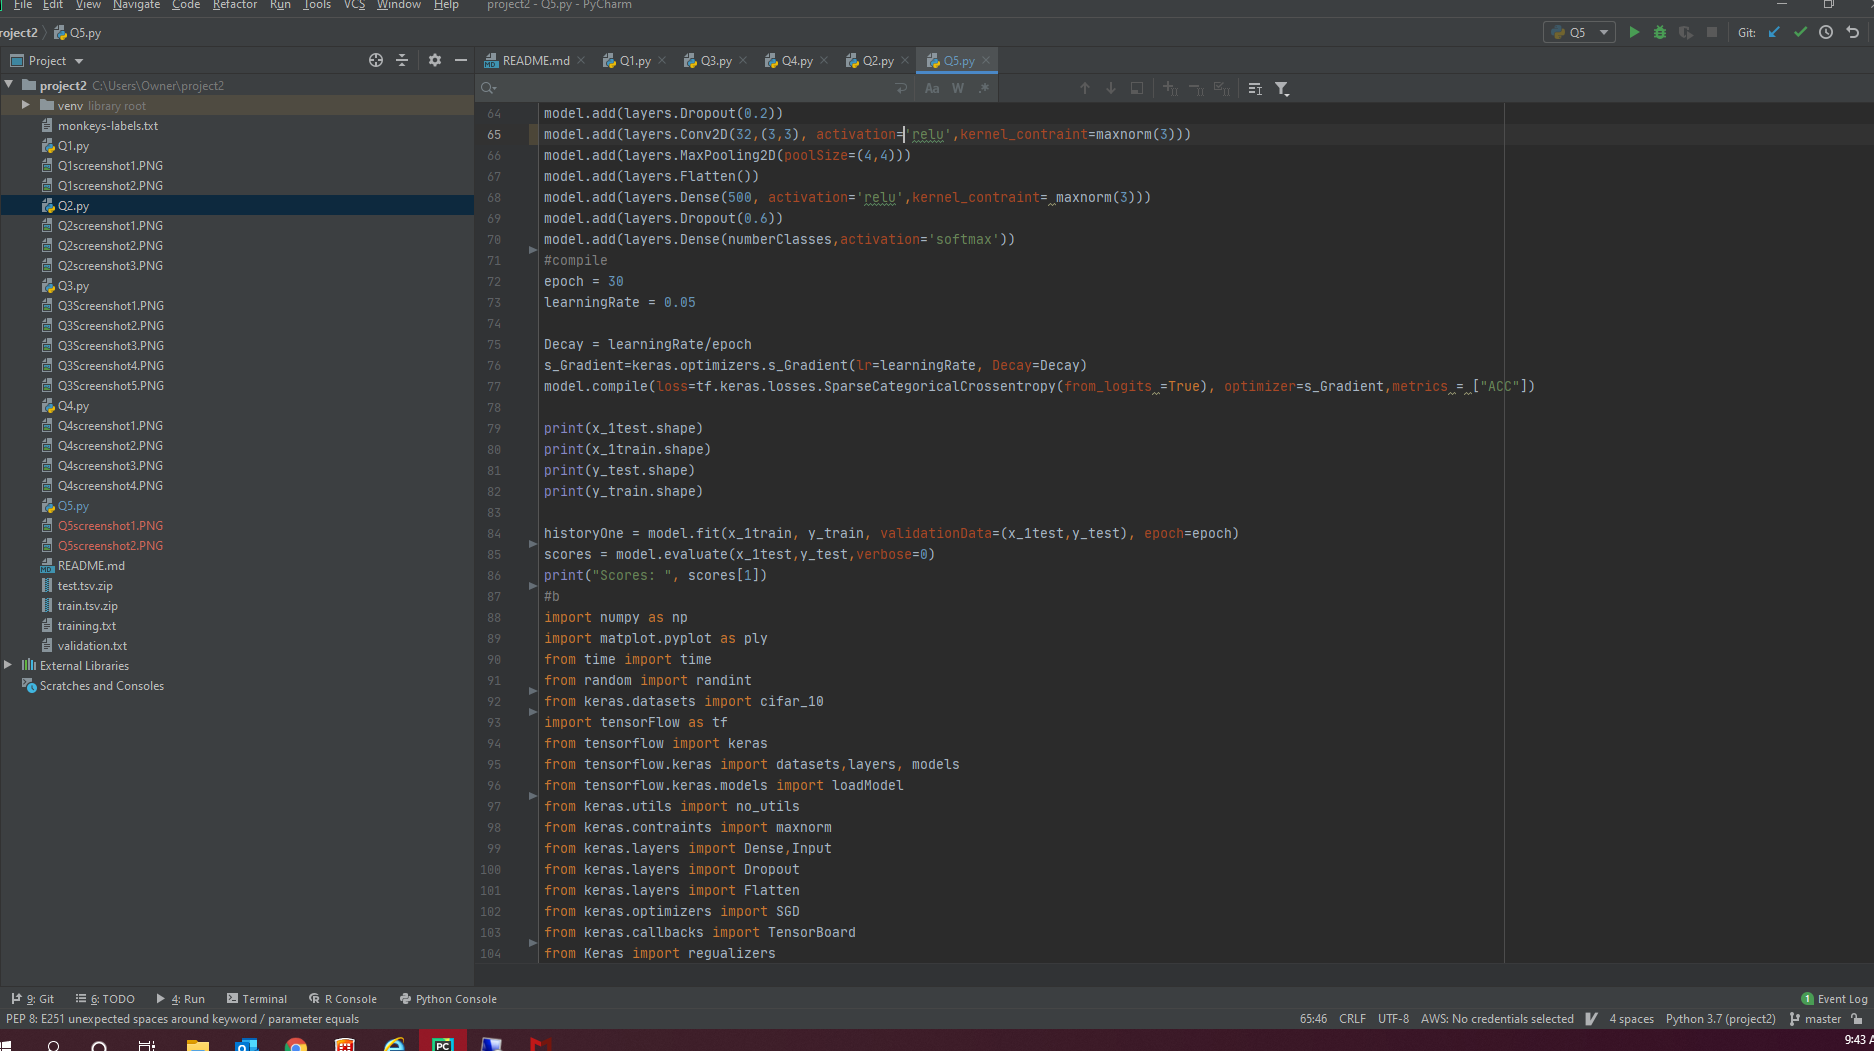 File Edit View Navigate Code Refactor Run Tools VCS Window Help project2 - Q5.py - PyCharm
roject2 Q5.py Q5 Git:
Project README.md Q1.py Q3.py Q4.py Q2.py Q5.py
Aa W .*
project2 C:\Users\Owner\project2
venv library root
monkeys-labels.txt
Q1.py
Q1screenshot1.PNG
Q1screenshot2.PNG
Q2.py
Q2screenshot1.PNG
Q2screenshot2.PNG
Q2screenshot3.PNG
Q3.py
Q3Screenshot1.PNG
Q3Screenshot2.PNG
Q3Screenshot3.PNG
Q3Screenshot4.PNG
Q3Screenshot5.PNG
Q4.py
Q4screenshot1.PNG
Q4screenshot2.PNG
Q4screenshot3.PNG
Q4screenshot4.PNG
Q5.py
Q5screenshot1.PNG
Q5screenshot2.PNG
README.md
test.tsv.zip
train.tsv.zip
training.txt
validation.txt
External Libraries
Scratches and Consoles
64 model.add(layers.Dropout(0.2))
65 model.add(layers.Conv2D(32,(3,3), activation='relu',kernel_contraint=maxnorm(3)))
66 model.add(layers.MaxPooling2D(poolSize=(4,4)))
67 model.add(layers.Flatten())
68 model.add(layers.Dense(500, activation='relu',kernel_contraint= maxnorm(3)))
69 model.add(layers.Dropout(0.6))
70 model.add(layers.Dense(numberClasses,activation='softmax'))
71 #compile
72 epoch = 30
73 learningRate = 0.05
74
75 Decay = learningRate/epoch
76 s_Gradient=keras.optimizers.s_Gradient(lr=learningRate, Decay=Decay)
77 model.compile(loss=tf.keras.losses.SparseCategoricalCrossentropy(from_logits =True), optimizer=s_Gradient,metrics = ["ACC"])
78
79 print(x_1test.shape)
80 print(x_1train.shape)
81 print(y_test.shape)
82 print(y_train.shape)
83
84 historyOne = model.fit(x_1train, y_train, validationData=(x_1test,y_test), epoch=epoch)
85 scores = model.evaluate(x_1test,y_test,verbose=0)
86 print("Scores: ", scores[1])
87 #b
88 import numpy as np
89 import matplot.pyplot as ply
90 from time import time
91 from random import randint
92 from keras.datasets import cifar_10
93 import tensorFlow as tf
94 from tensorflow import keras
95 from tensorflow.keras import datasets,layers, models
96 from tensorflow.keras.models import loadModel
97 from keras.utils import no_utils
98 from keras.contraints import maxnorm
99 from keras.layers import Dense,Input
100 from keras.layers import Dropout
101 from keras.layers import Flatten
102 from keras.optimizers import SGD
103 from keras.callbacks import TensorBoard
104 from Keras import regualizers
9: Git 6: TODO 4: Run Terminal R Console Python Console 1 Event Log
PEP 8: E251 unexpected spaces around keyword / parameter equals 65:46 CRLF UTF-8 AWS: No credentials selected 4 spaces Python 3.7 (project2) master
PC 9:43 A